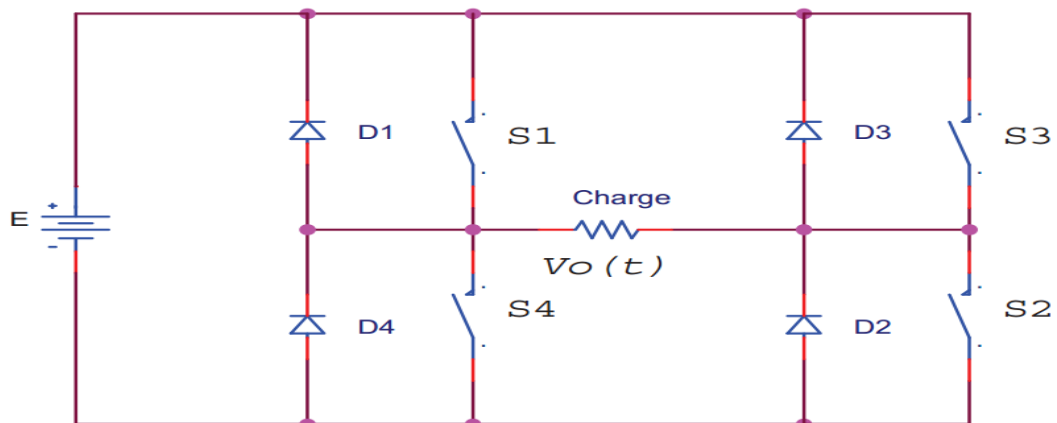 D1
S1
D3
S3
Charge
+
E
-
Vo(t)
D4
S4
D2
S2